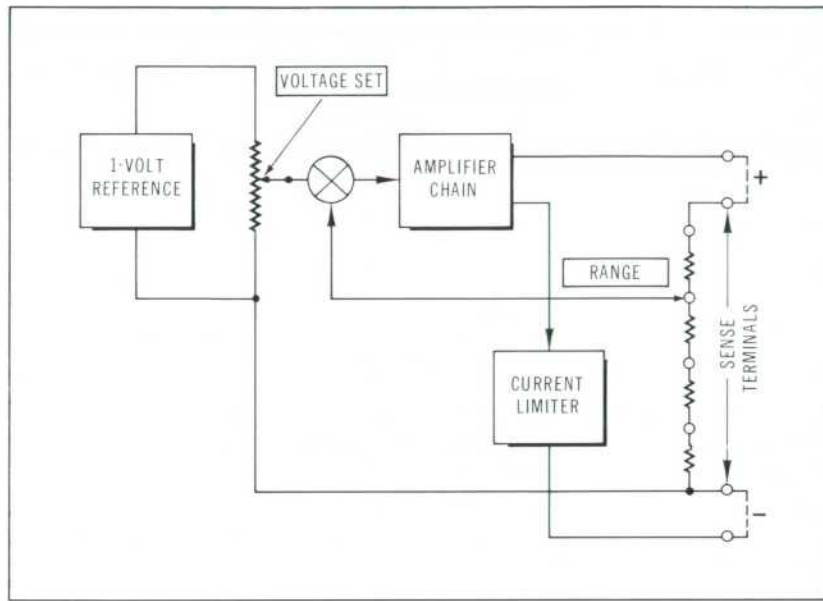 VOLTAGE SET
1-VOLT
REFERENCE
AMPLIFIER
CHAIN
+
RANGE
SENSE
TERMINALS
CURRENT
LIMITER
–